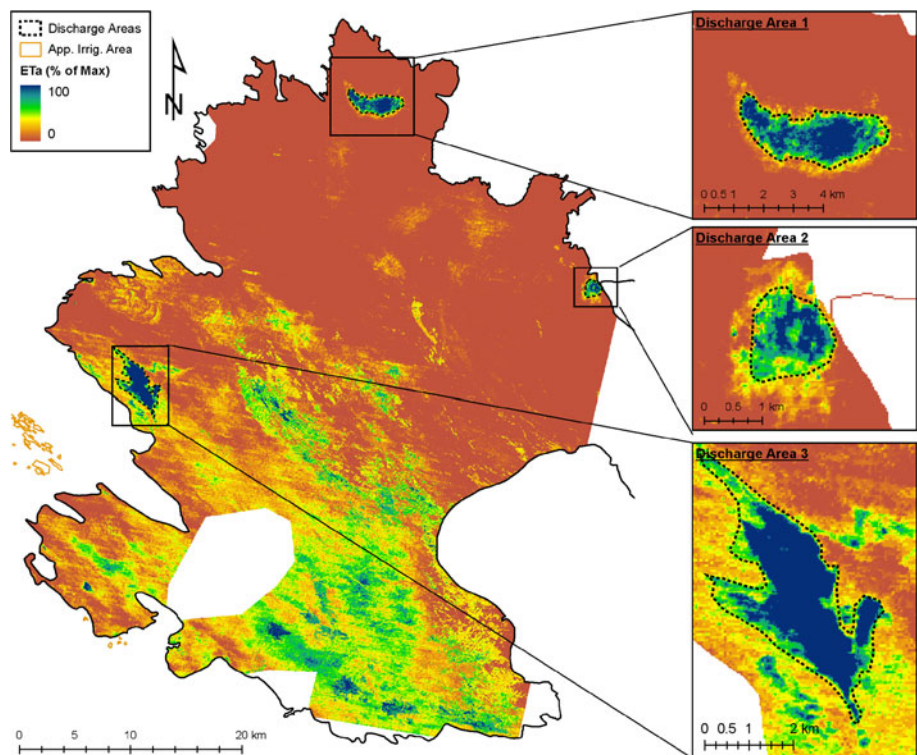 Discharge Areas
App. Irrig. Area
ETa (% of Max)
100
0
N
0 5 10 20 km
Discharge Area 1
0 0.5 1 2 3 4 km
Discharge Area 2
0 0.5 1 km
Discharge Area 3
0 0.5 1 2 km